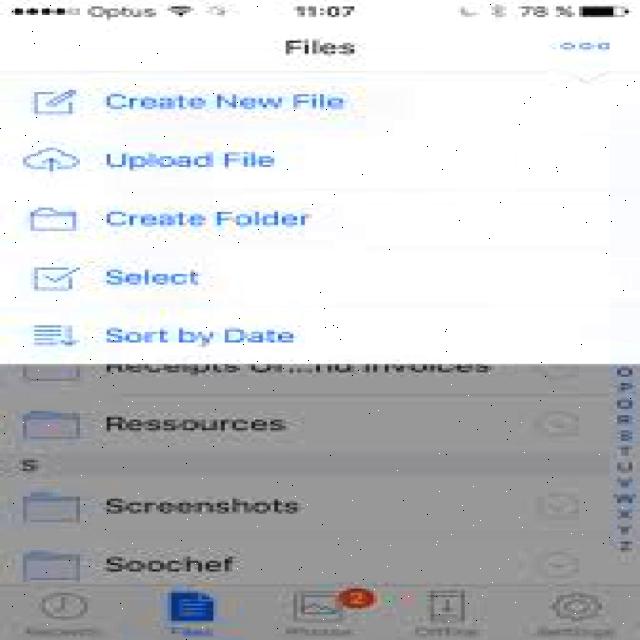 Optus 11:07 78 %
Files
Create New File
Upload File
Create Folder
Select
Sort by Date
Receipts Or...nd Invoices
Ressources
S
Screenshots
Soochef
O
P
Q
R
S
T
U
V
W
X
Y
Z
2
Recents Files Photos Offline Settings